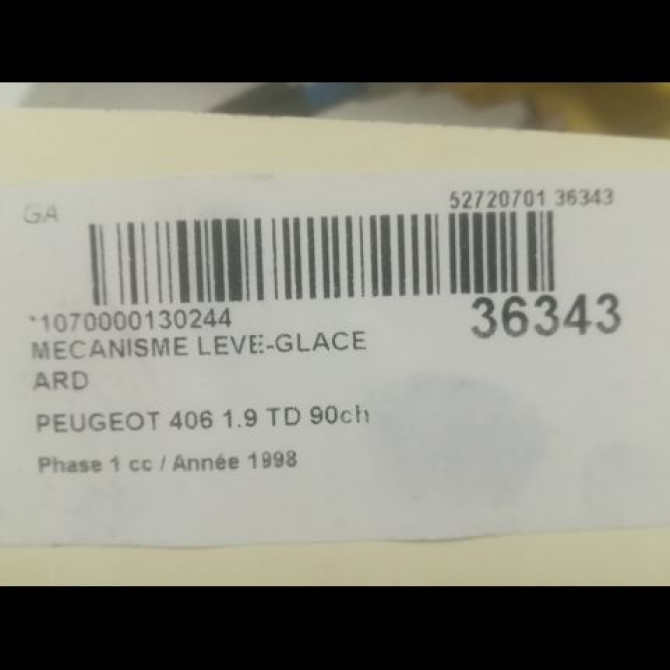 GA
52720701 36343
*1070000130244
36343
MECANISME LEVE-GLACE
ARD
PEUGEOT 406 1.9 TD 90ch
Phase 1 cc / Année 1998